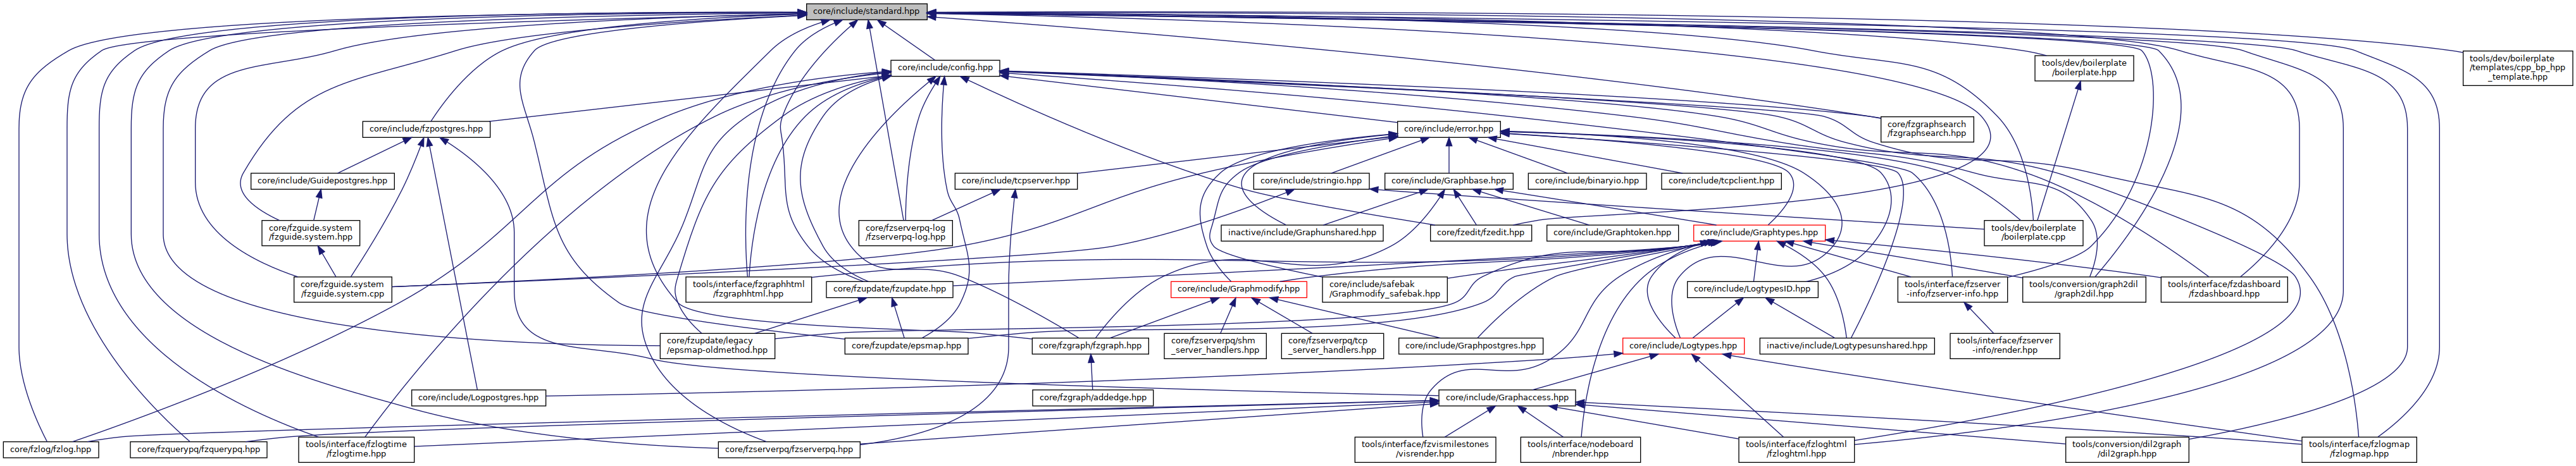 core/include/standard.hpp
core/include/config.hpp
tools/dev/boilerplate
/boilerplate.hpp
tools/dev/boilerplate
/templates/cpp_bp_hpp
_template.hpp
core/include/fzpostgres.hpp
core/include/error.hpp
core/fzgraphsearch
/fzgraphsearch.hpp
core/include/Guidepostgres.hpp
core/include/tcpserver.hpp
core/include/stringio.hpp
core/include/Graphbase.hpp
core/include/binaryio.hpp
core/include/tcpclient.hpp
core/fzguide.system
/fzguide.system.hpp
core/fzserverpq-log
/fzserverpq-log.hpp
inactive/include/Graphunshared.hpp
core/fzedit/fzedit.hpp
core/include/Graphtoken.hpp
core/include/Graphtypes.hpp
tools/dev/boilerplate
/boilerplate.cpp
core/fzguide.system
/fzguide.system.cpp
tools/interface/fzgraphhtml
/fzgraphhtml.hpp
core/fzupdate/fzupdate.hpp
core/include/Graphmodify.hpp
core/include/safebak
/Graphmodify_safebak.hpp
core/include/LogtypesID.hpp
tools/interface/fzserver
-info/fzserver-info.hpp
tools/conversion/graph2dil
/graph2dil.hpp
tools/interface/fzdashboard
/fzdashboard.hpp
core/fzupdate/legacy
/epsmap-oldmethod.hpp
core/fzupdate/epsmap.hpp
core/fzgraph/fzgraph.hpp
core/fzserverpq/shm
_server_handlers.hpp
core/fzserverpq/tcp
_server_handlers.hpp
core/include/Graphpostgres.hpp
core/include/Logtypes.hpp
inactive/include/Logtypesunshared.hpp
tools/interface/fzserver
-info/render.hpp
core/include/Logpostgres.hpp
core/fzgraph/addedge.hpp
core/include/Graphaccess.hpp
core/fzlog/fzlog.hpp
core/fzquerypq/fzquerypq.hpp
tools/interface/fzlogtime
/fzlogtime.hpp
core/fzserverpq/fzserverpq.hpp
tools/interface/fzvismilestones
/visrender.hpp
tools/interface/nodeboard
/nbrender.hpp
tools/interface/fzloghtml
/fzloghtml.hpp
tools/conversion/dil2graph
/dil2graph.hpp
tools/interface/fzlogmap
/fzlogmap.hpp